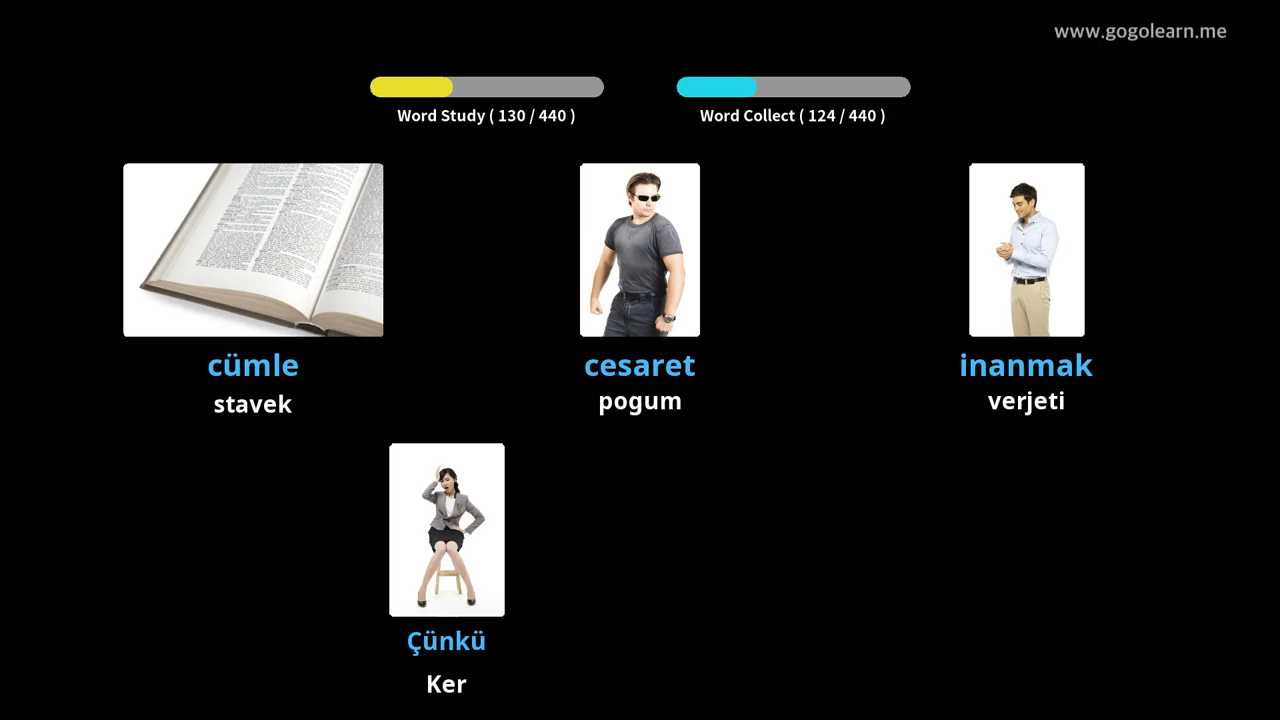 www.gogolearn.me
Word Study ( 130 / 440 )
Word Collect ( 124 / 440 )
cümle
stavek
cesaret
pogum
inanmak
verjeti
Çünkü
Ker